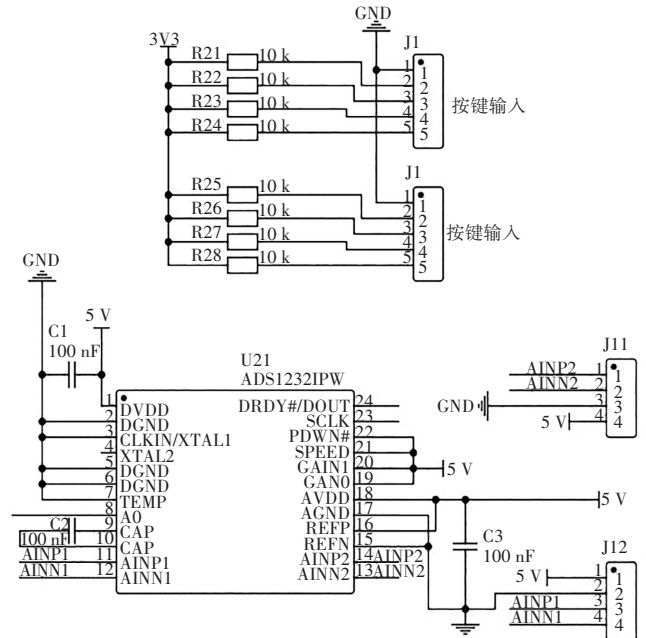 GND
3V3
J1
R21 10 k
R22 10 k
R23 10 k
R24 10 k
1 1
2 2
3 3
4 4
5 5
按键输入
J1
R25 10 k
R26 10 k
R27 10 k
R28 10 k
1 1
2 2
3 3
4 4
5 5
按键输入
GND
5 V
C1
100 nF
U21
ADS1232IPW
1 DVDD
2 DGND
3 CLKIN/XTAL1
4 XTAL2
5 DGND
6 DGND
7 TEMP
8 A0
9 CAP
10 CAP
AINP1 11 AINP1
AINN1 12 AINN1
C2
100 nF
DRDY#/DOUT 24
SCLK 23
PDWN# 22
SPEED 21
GAIN1 20
GAN0 19
AVDD 18
AGND 17
REFP 16
REFN 15
AINP2 14 AINP2
AINN2 13 AINN2
5 V
5 V
C3
100 nF
J11
AINP2 1 1
AINN2 2 2
GND 3 3
5 V 4 4
J12
5 V 1 1
2 2
AINP1 3 3
AINN1 4 4